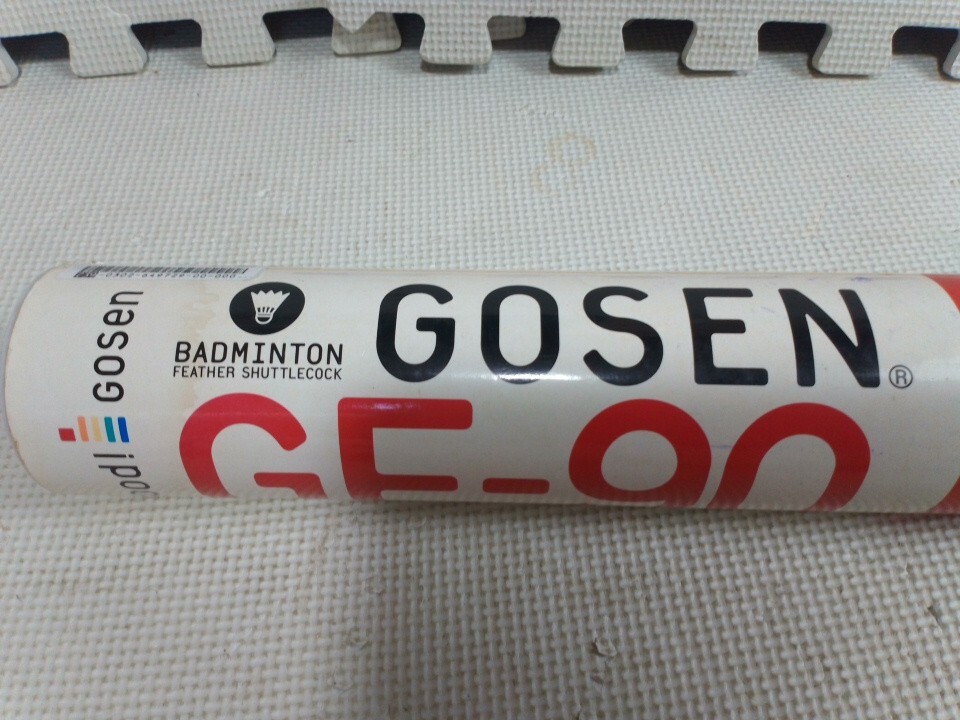 GOSEN®
BADMINTON
FEATHER SHUTTLECOCK
GE-90
GOSEN